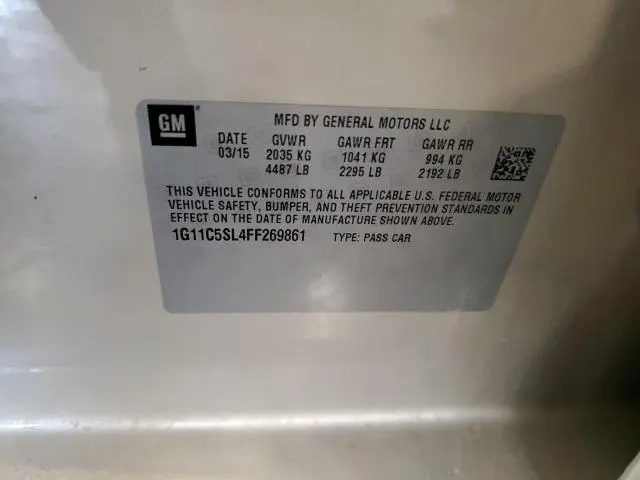 GM
MFD BY GENERAL MOTORS LLC
DATE GVWR GAWR FRT GAWR RR
03/15 2035 KG 1041 KG 994 KG
4487 LB 2295 LB 2192 LB
THIS VEHICLE CONFORMS TO ALL APPLICABLE U.S. FEDERAL MOTOR
VEHICLE SAFETY, BUMPER, AND THEFT PREVENTION STANDARDS IN
EFFECT ON THE DATE OF MANUFACTURE SHOWN ABOVE.
1G11C5SL4FF269861 TYPE: PASS CAR